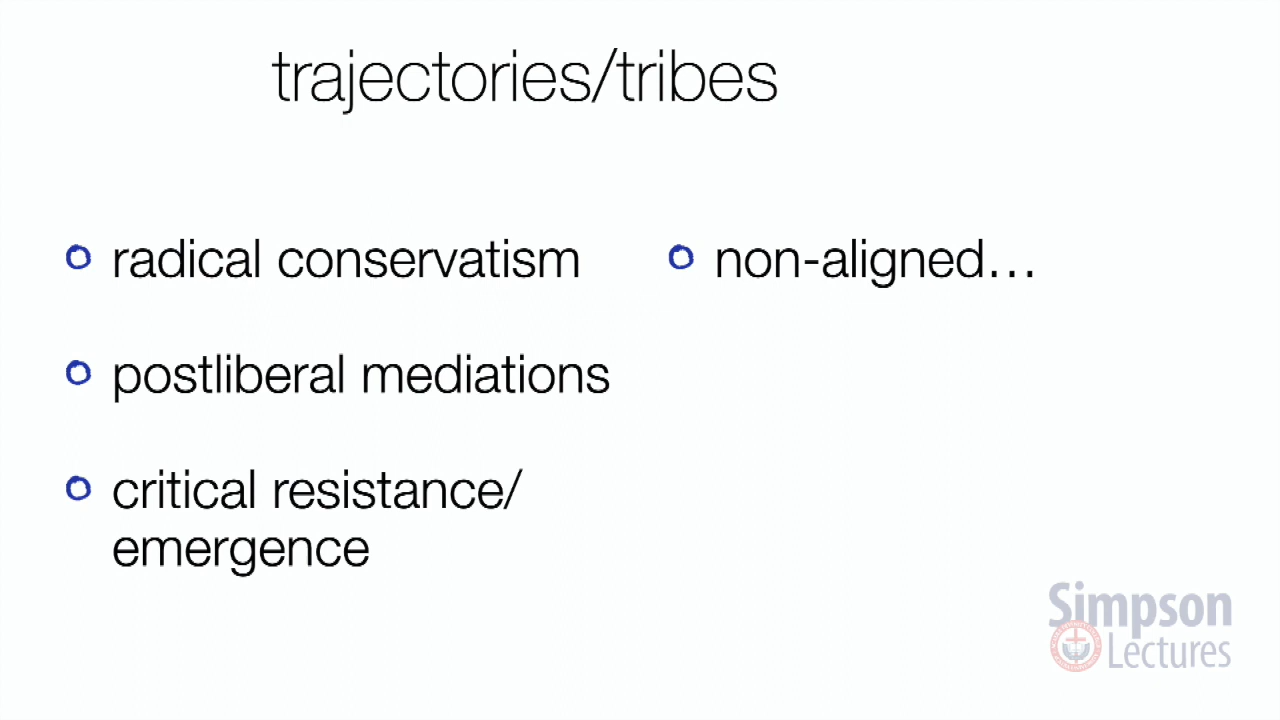 trajectories/tribes
radical conservatism
postliberal mediations
critical resistance/
emergence
non-aligned…
Simpson
Lectures